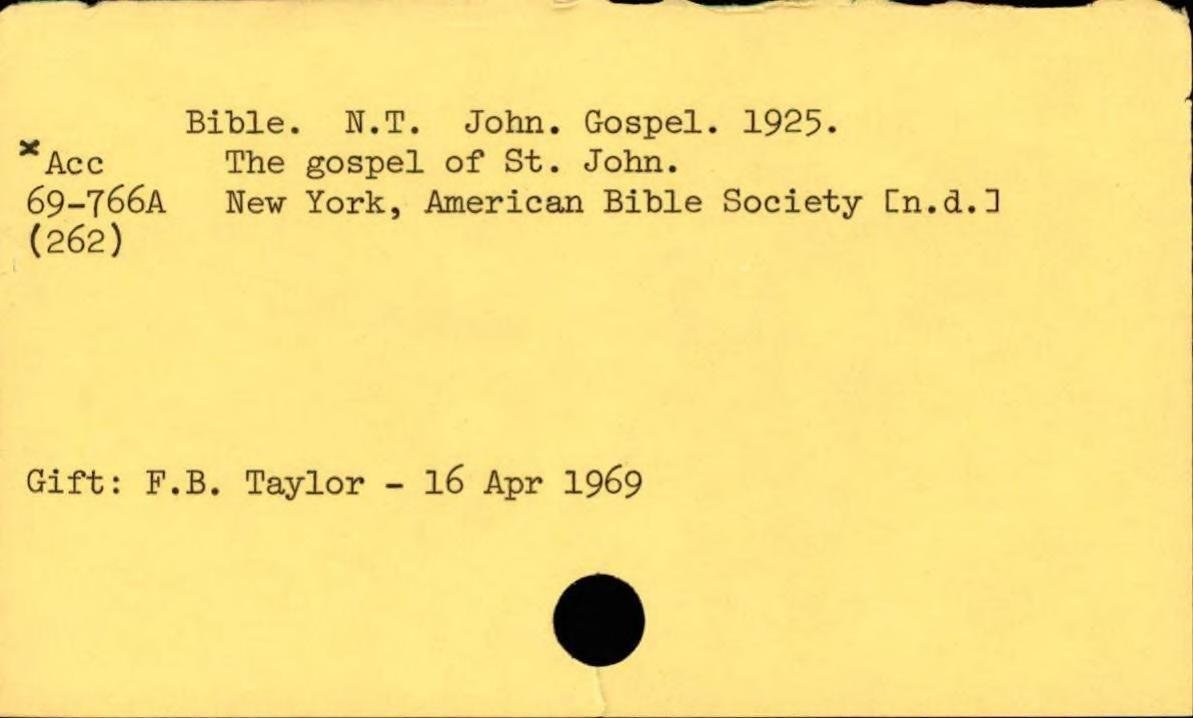 Bible. N.T. John. Gospel. 1925.
*Acc The gospel of St. John.
69-766A New York, American Bible Society [n.d.]
(262)
Gift: F.B. Taylor - 16 Apr 1969